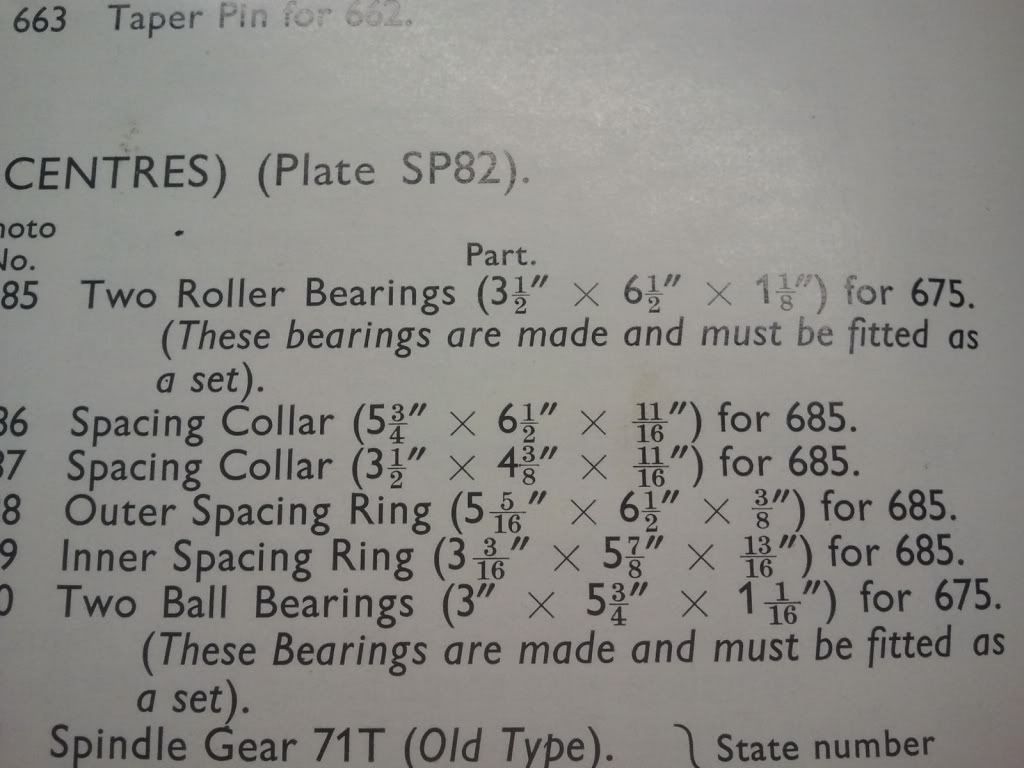 663 Taper Pin for 662.
CENTRES) (Plate SP82).
hoto
No.
Part.
85 Two Roller Bearings (3½″ × 6½″ × 1⅛″) for 675.
(These bearings are made and must be fitted as
a set).
86 Spacing Collar (5¾″ × 6½″ × 11/16″) for 685.
87 Spacing Collar (3½″ × 4⅜″ × 11/16″) for 685.
8 Outer Spacing Ring (5 5/16″ × 6½″ × ⅜″) for 685.
9 Inner Spacing Ring (3 3/16″ × 5⅞″ × 13/16″) for 685.
0 Two Ball Bearings (3″ × 5¾″ × 1 1/16″) for 675.
(These Bearings are made and must be fitted as
a set).
Spindle Gear 71T (Old Type). } State number